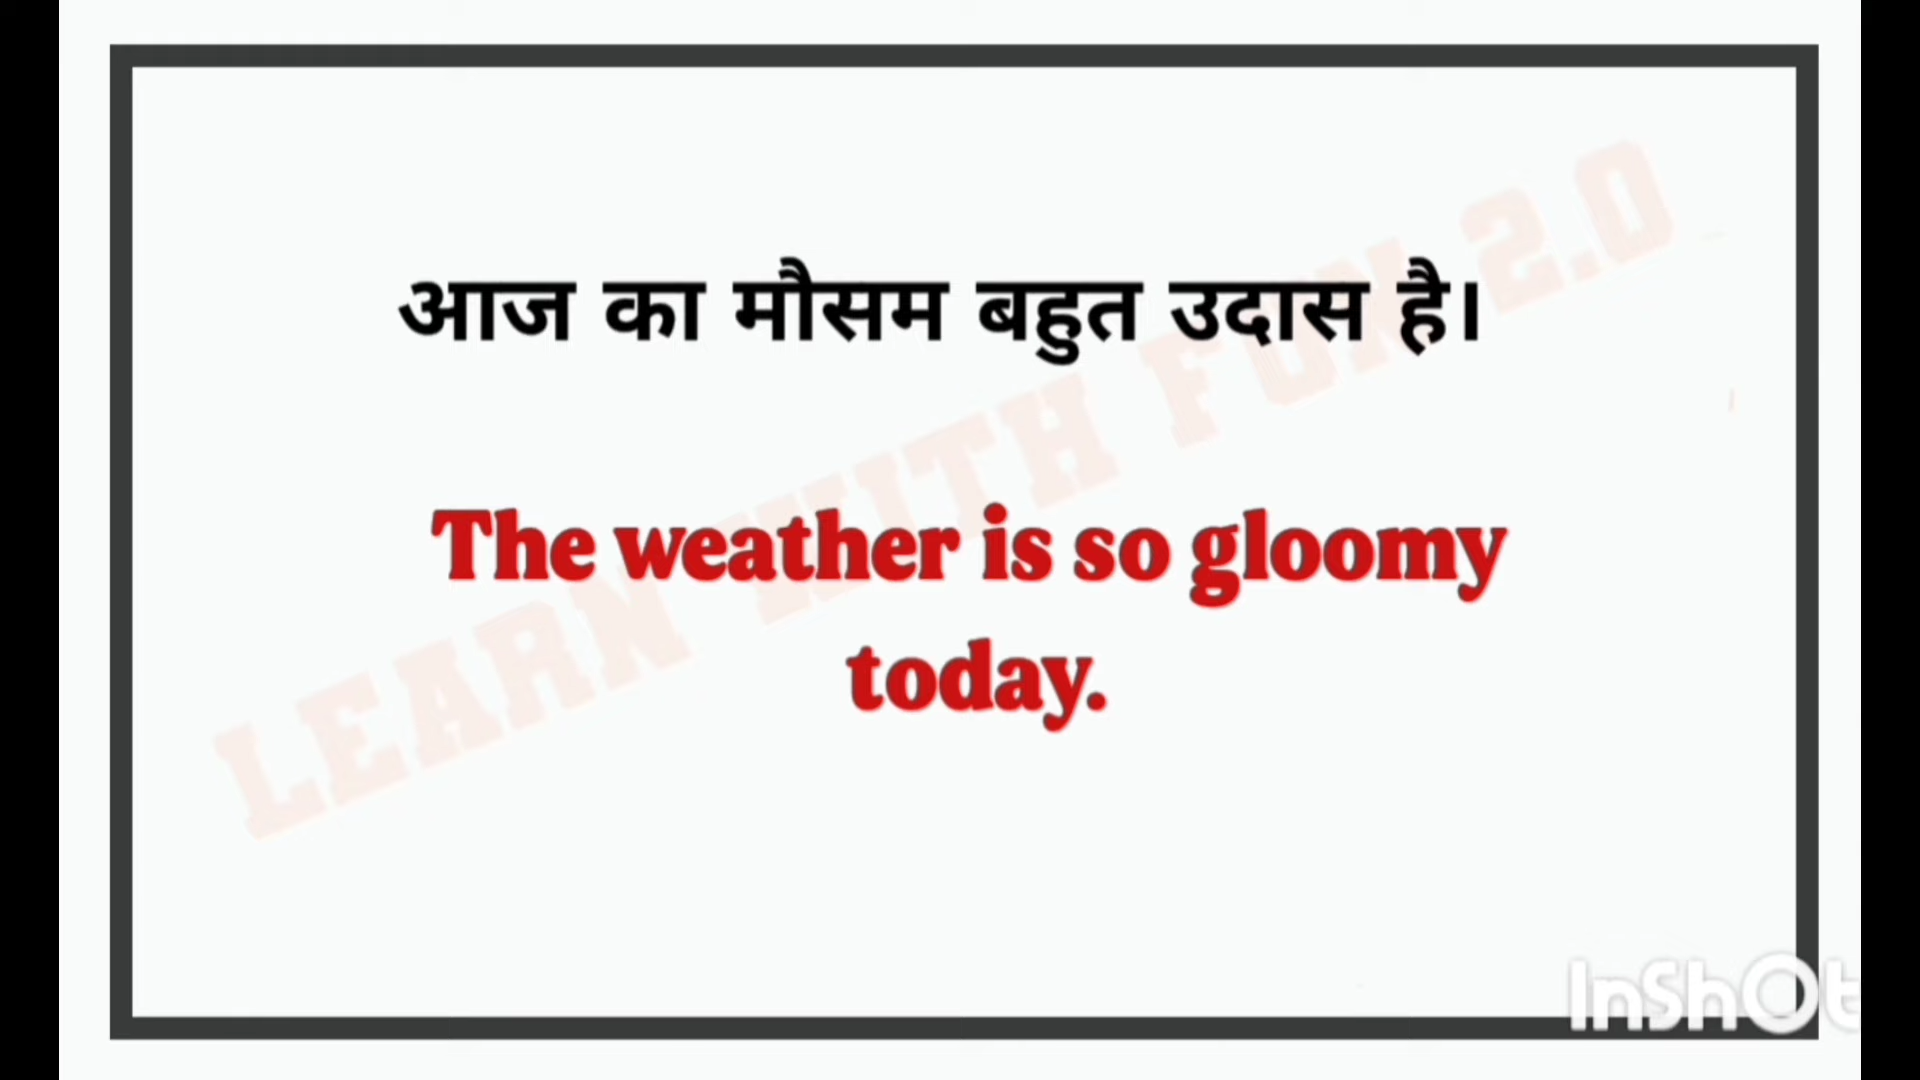 आज का मौसम बहुत उदास है।
The weather is so gloomy
today.
LEARN WITH FUN 2.0
InShOt